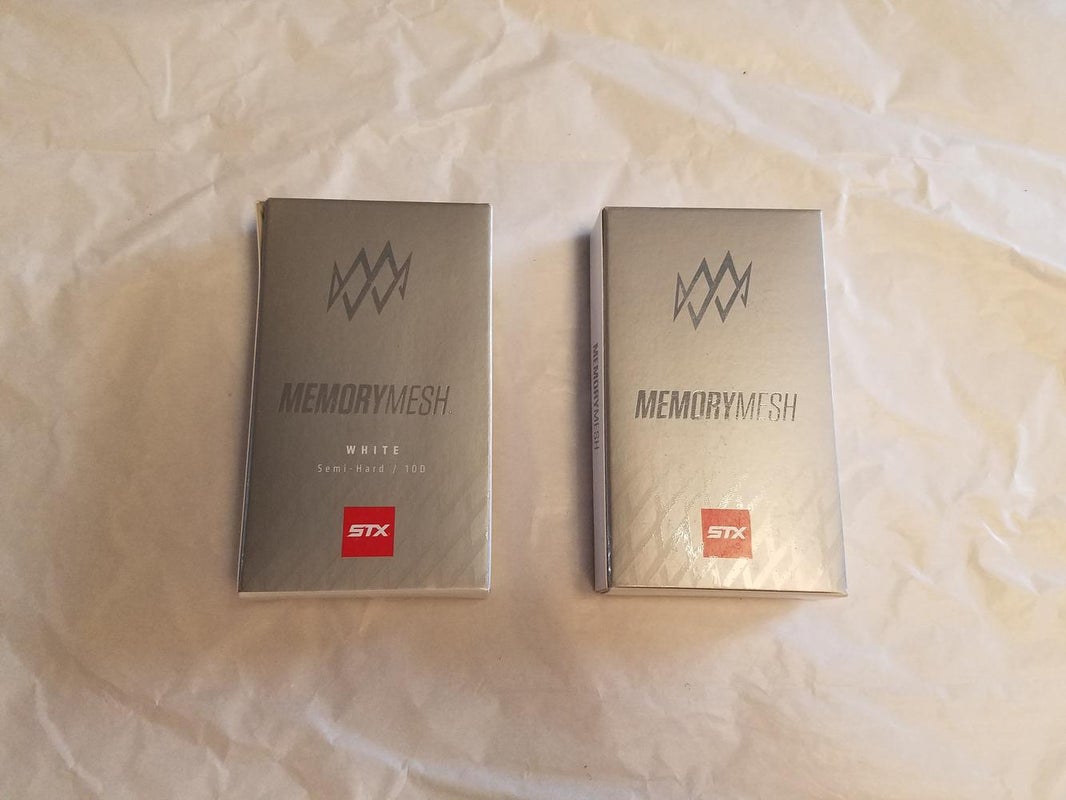 MEMORYMESH
WHITE
Semi-Hard / 10D
STX
MEMORYMESH
MEMORYMESH
STX